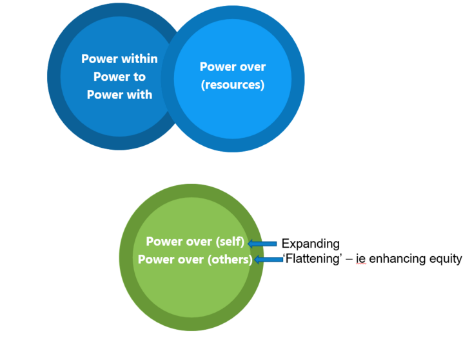 Power within
Power to
Power with
Power over
(resources)
Power over (self)
Power over (others)
Expanding
‘Flattening’ – ie enhancing equity